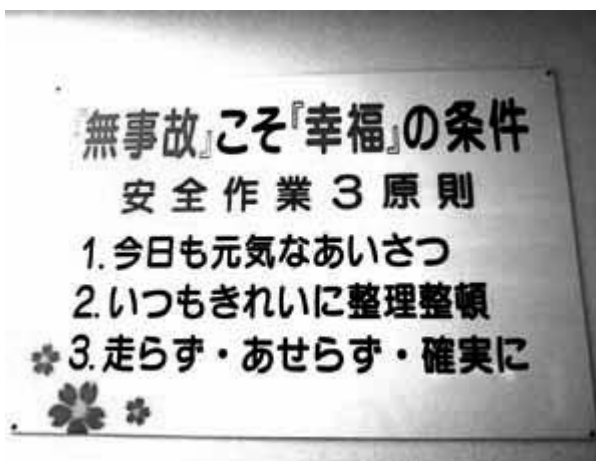 『無事故』こそ『幸福』の条件
安全作業3原則
1.今日も元気なあいさつ
2.いつもきれいに整理整頓
3.走らず・あせらず・確実に